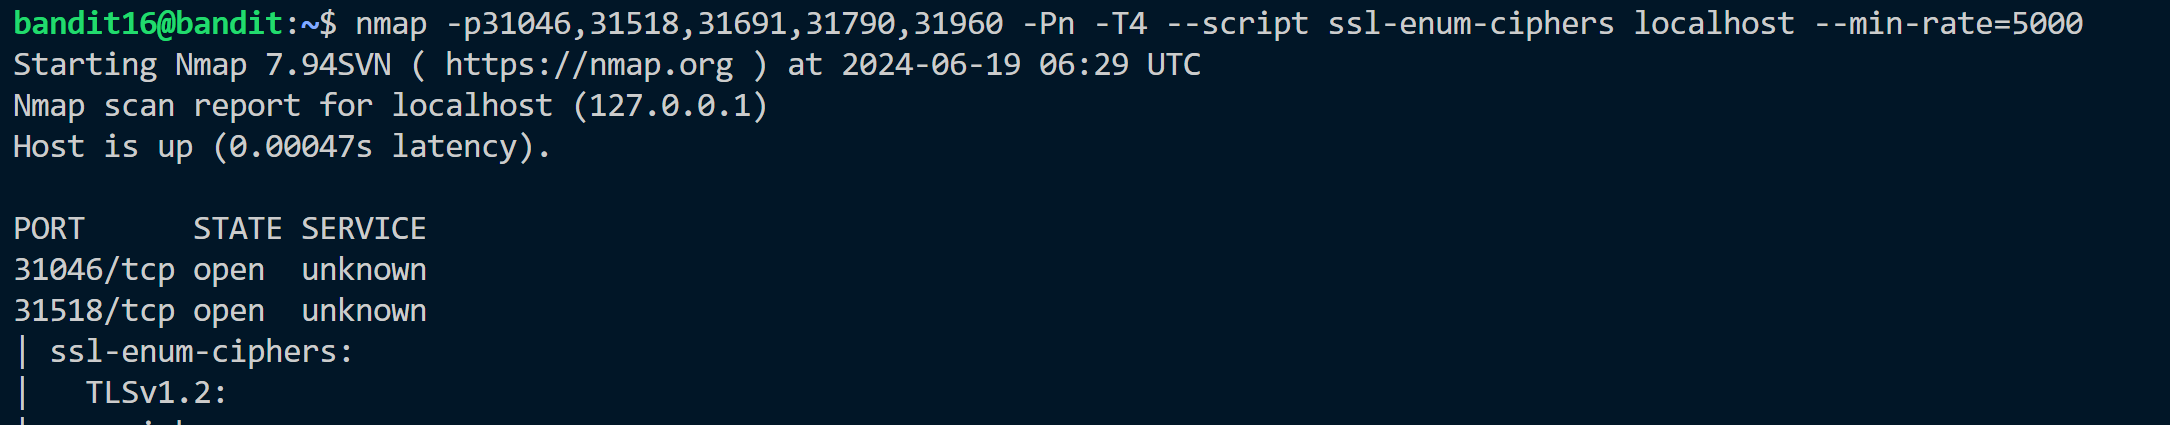 bandit16@bandit:~$ nmap -p31046,31518,31691,31790,31960 -Pn -T4 --script ssl-enum-ciphers localhost --min-rate=5000
Starting Nmap 7.94SVN ( https://nmap.org ) at 2024-06-19 06:29 UTC
Nmap scan report for localhost (127.0.0.1)
Host is up (0.00047s latency).
PORT      STATE SERVICE
31046/tcp open  unknown
31518/tcp open  unknown
| ssl-enum-ciphers:
|   TLSv1.2: